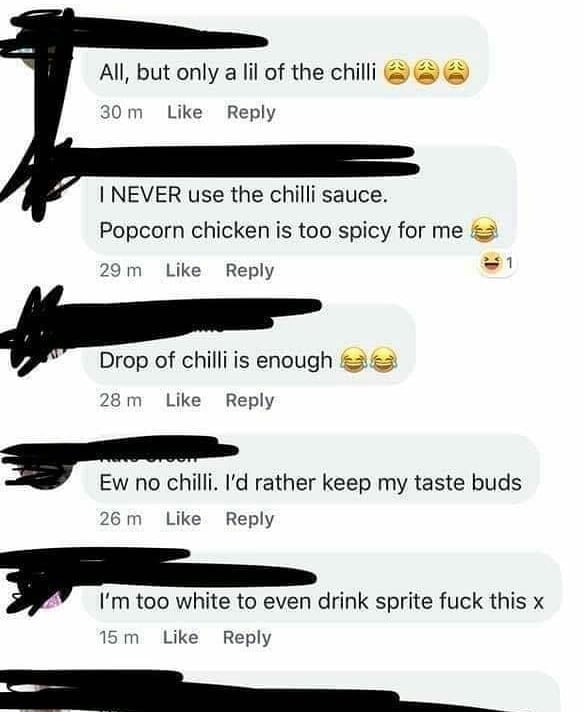 All, but only a lil of the chilli 😩😩😩
30 m Like Reply
I NEVER use the chilli sauce.
Popcorn chicken is too spicy for me 😂
29 m Like Reply
1
Drop of chilli is enough 😂😂
28 m Like Reply
Ew no chilli. I'd rather keep my taste buds
26 m Like Reply
I'm too white to even drink sprite fuck this x
15 m Like Reply